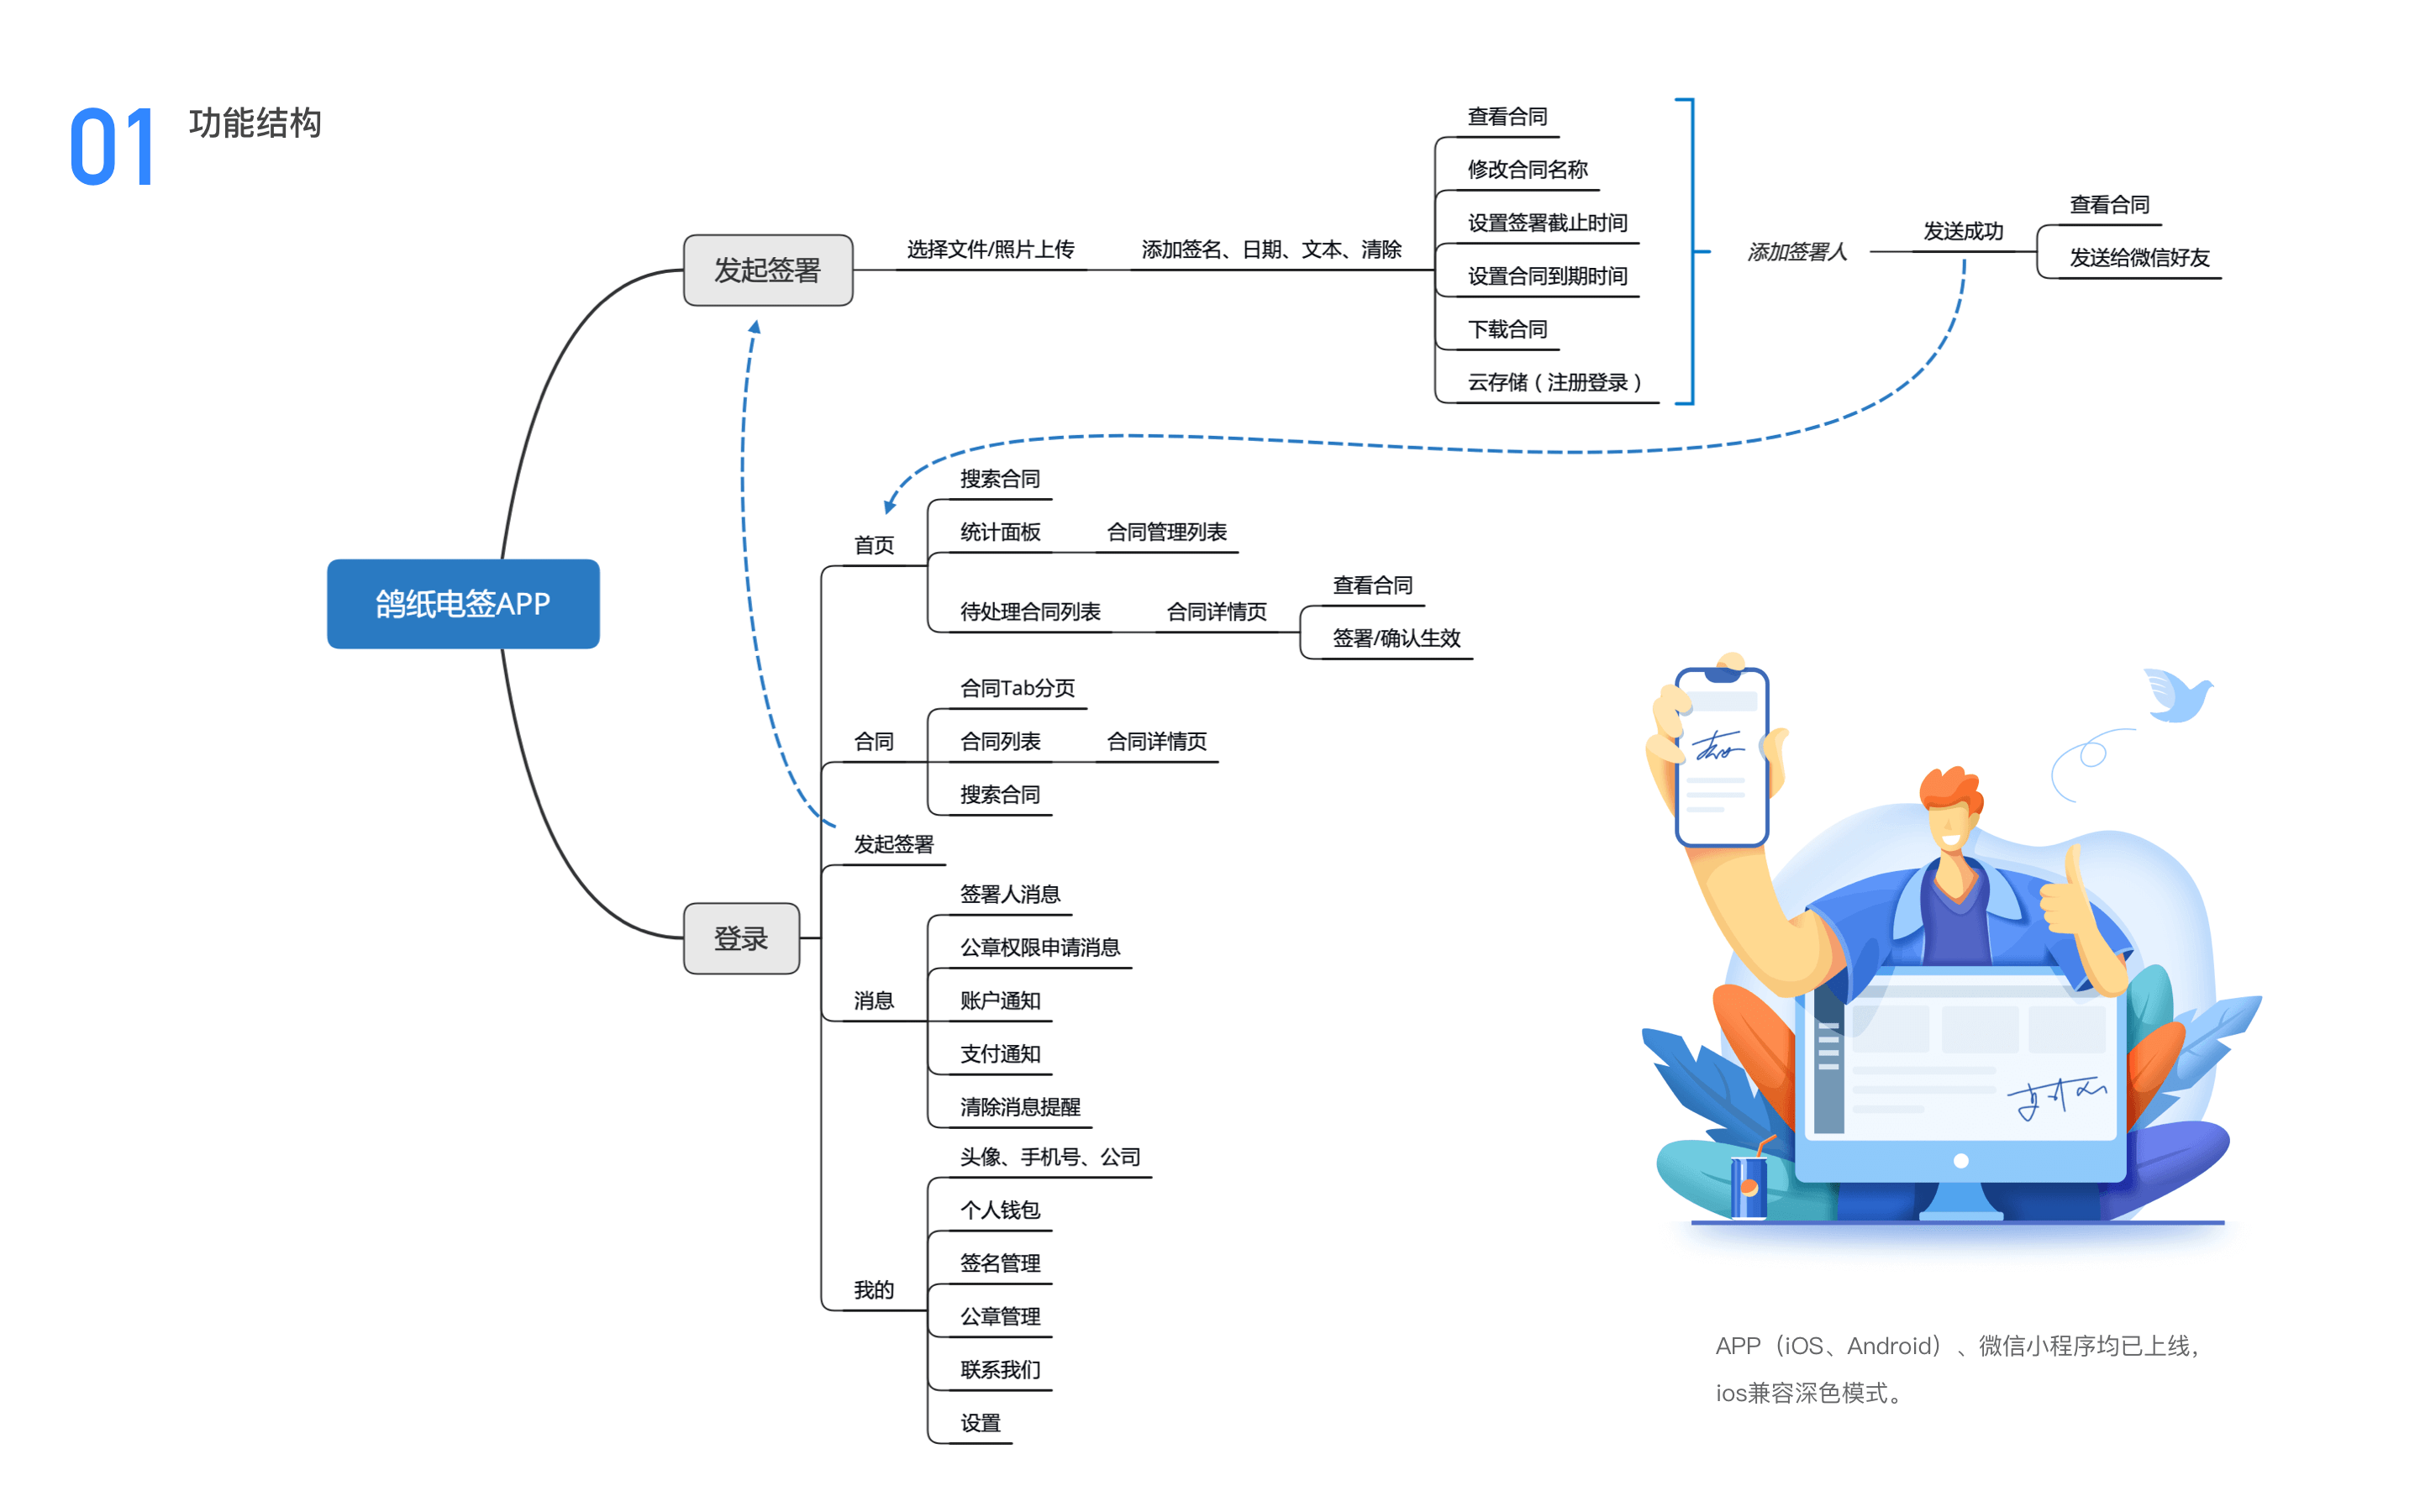 01
功能结构
鸽纸电签APP
发起签署
选择文件/照片上传
添加签名、日期、文本、清除
查看合同
修改合同名称
设置签署截止时间
设置合同到期时间
下载合同
云存储（注册登录）
添加签署人
发送成功
查看合同
发送给微信好友
登录
首页
搜索合同
统计面板
合同管理列表
待处理合同列表
合同详情页
查看合同
签署/确认生效
合同
合同Tab分页
合同列表
合同详情页
搜索合同
发起签署
消息
签署人消息
公章权限申请消息
账户通知
支付通知
清除消息提醒
我的
头像、手机号、公司
个人钱包
签名管理
公章管理
联系我们
设置
APP（iOS、Android）、微信小程序均已上线，
ios兼容深色模式。